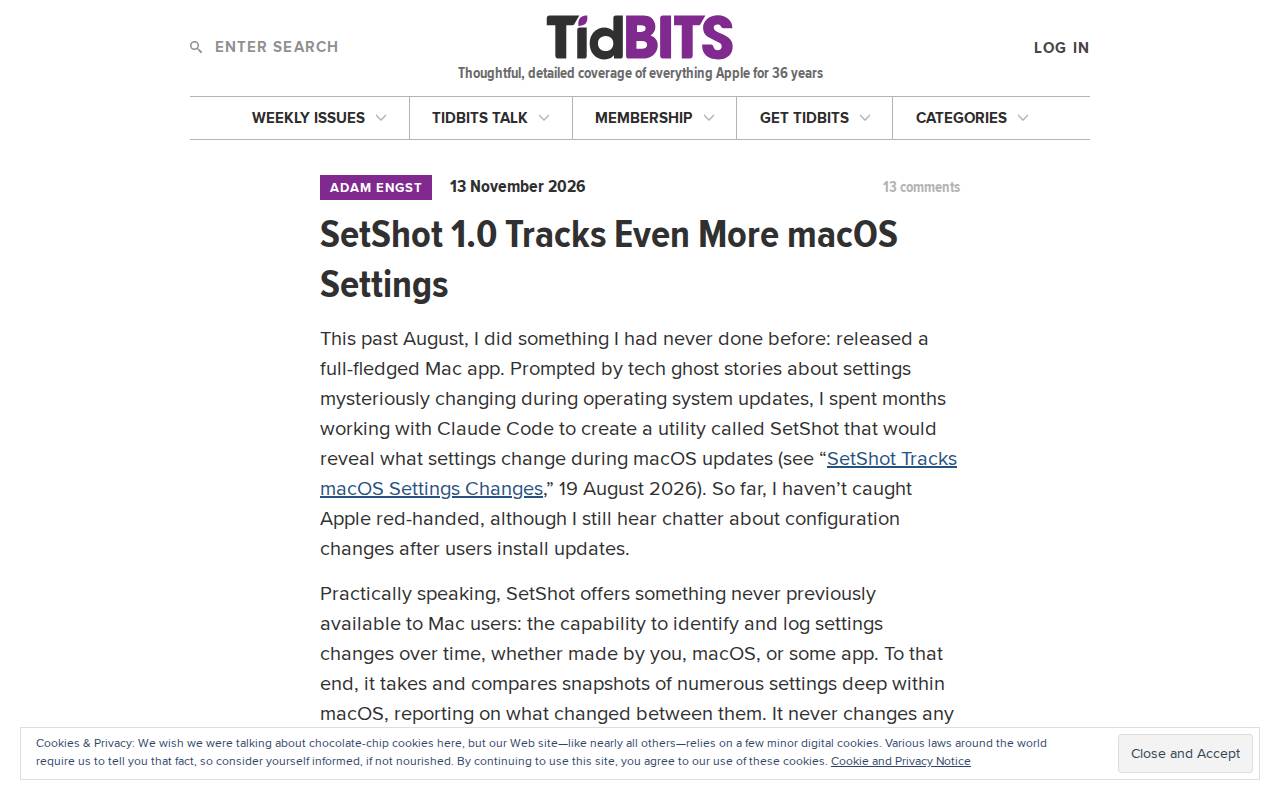 ENTER SEARCH
TidBITS
LOG IN
Thoughtful, detailed coverage of everything Apple for 36 years
WEEKLY ISSUES
TIDBITS TALK
MEMBERSHIP
GET TIDBITS
CATEGORIES
ADAM ENGST
13 November 2026
13 comments
SetShot 1.0 Tracks Even More macOS
Settings
This past August, I did something I had never done before: released a
full-fledged Mac app. Prompted by tech ghost stories about settings
mysteriously changing during operating system updates, I spent months
working with Claude Code to create a utility called SetShot that would
reveal what settings change during macOS updates (see “SetShot Tracks
macOS Settings Changes,” 19 August 2026). So far, I haven’t caught
Apple red-handed, although I still hear chatter about configuration
changes after users install updates.
Practically speaking, SetShot offers something never previously
available to Mac users: the capability to identify and log settings
changes over time, whether made by you, macOS, or some app. To that
end, it takes and compares snapshots of numerous settings deep within
macOS, reporting on what changed between them. It never changes any
Cookies & Privacy: We wish we were talking about chocolate-chip cookies here, but our Web site—like nearly all others—relies on a few minor digital cookies. Various laws around the world
require us to tell you that fact, so consider yourself informed, if not nourished. By continuing to use this site, you agree to our use of these cookies. Cookie and Privacy Notice
Close and Accept